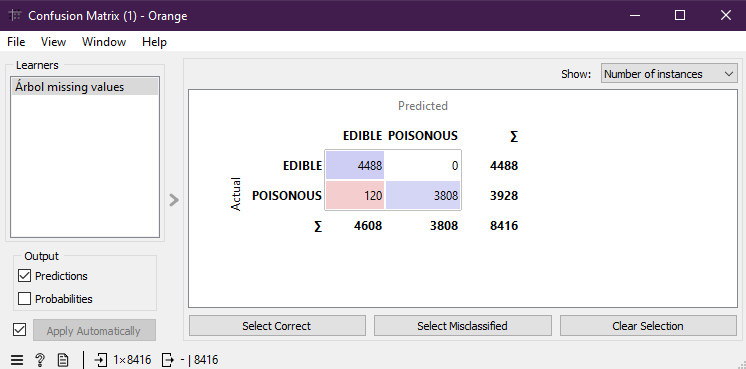 Confusion Matrix (1) - Orange
File View Window Help
Learners
Árbol missing values
Show: Number of instances
Predicted
EDIBLE POISONOUS ∑
Actual
EDIBLE 4488 0 4488
POISONOUS 120 3808 3928
∑ 4608 3808 8416
Output
Predictions
Probabilities
Apply Automatically
Select Correct Select Misclassified Clear Selection
? 1×8416 - | 8416